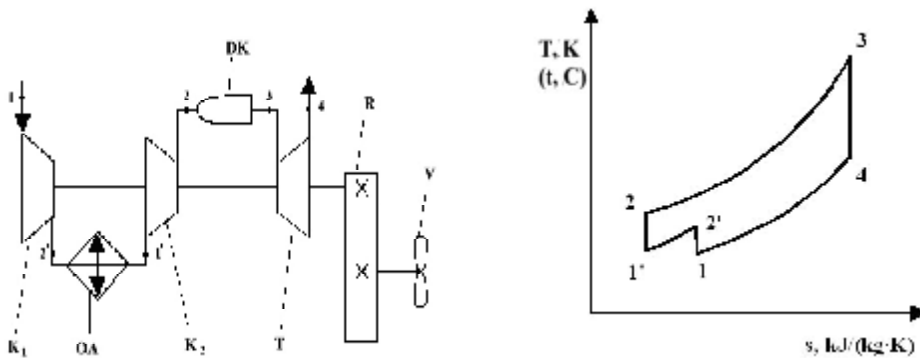 DK
1
2
3
4
R
V
2'
1'
K1
OA
K2
T
T, K
(t, C)
3
4
2
2'
1'
1
s, kJ/(kg·K)